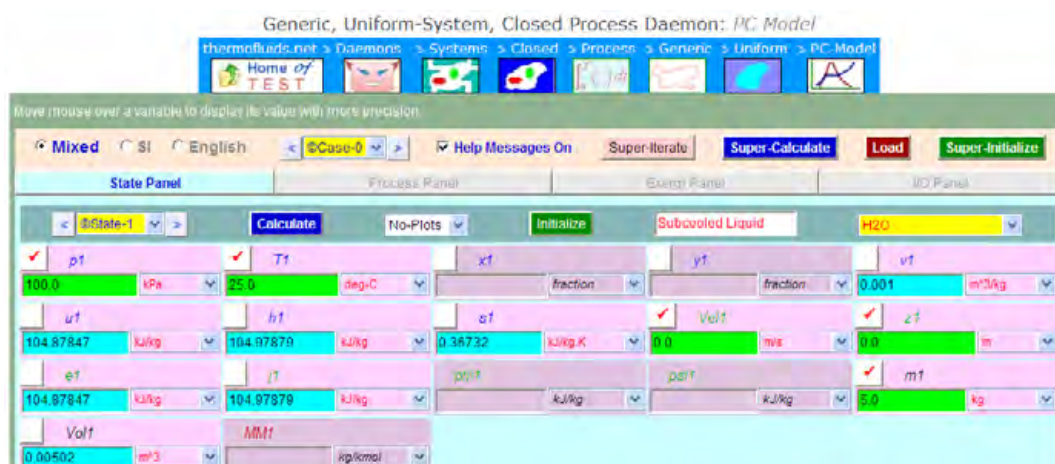 Generic, Uniform-System, Closed Process Daemon: PC Model
thermofluids.net > Daemons > Systems > Closed > Process > Generic > Uniform > PC-Model
Home of
TEST
Move mouse over a variable to display its value with more precision.
Mixed SI English < ©Case-0 > Help Messages On Super-Iterate Super-Calculate Load Super-Initialize
State Panel Process Panel Exergy Panel I/O Panel
< ©State-1 > Calculate No-Plots Initialize Subcooled Liquid H2O
p1 T1 x1 y1 v1
100.0 kPa 25.0 deg-C fraction fraction 0.001 m^3/kg
u1 h1 s1 Vel1 z1
104.87847 kJ/kg 104.97879 kJ/kg 0.36732 kJ/kg.K 0.0 m/s 0.0 m
e1 j1 phi1 psi1 m1
104.87847 kJ/kg 104.97879 kJ/kg kJ/kg kJ/kg 5.0 kg
Vol1 MM1
0.00502 m^3 kg/kmol